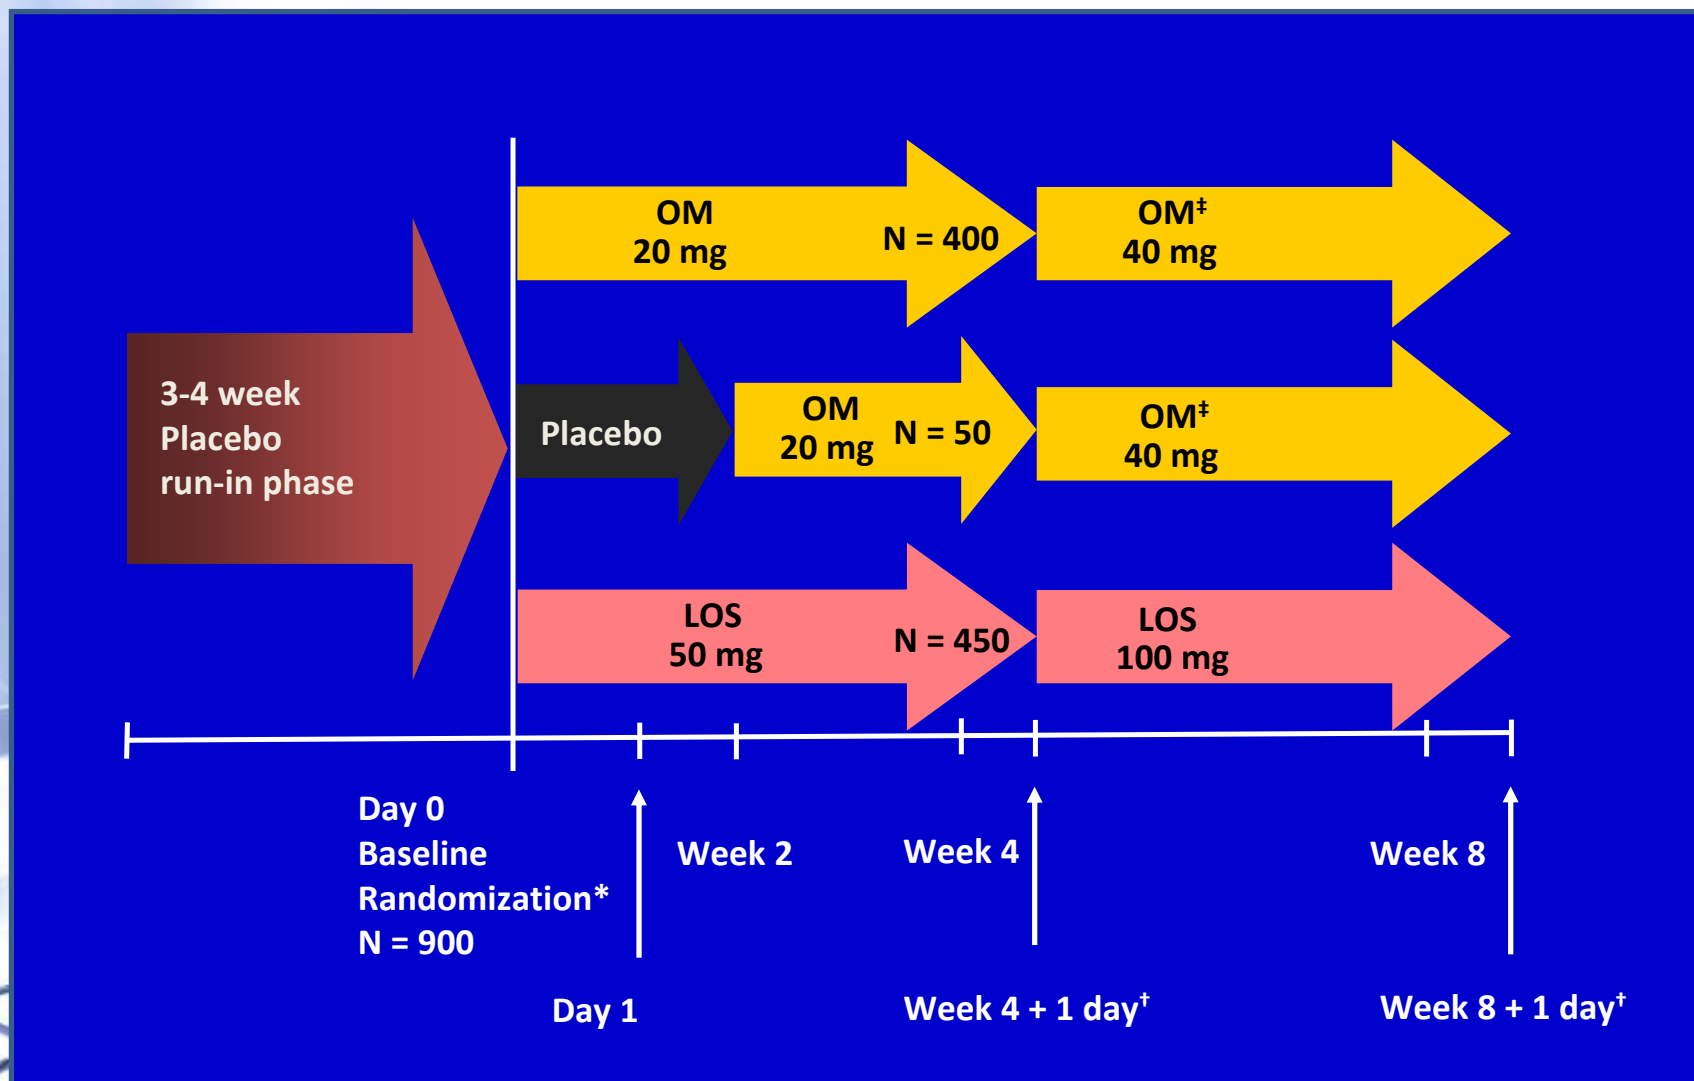 OM
20 mg
N = 400
OM‡
40 mg
3-4 week
Placebo
run-in phase
Placebo
OM
20 mg
N = 50
OM‡
40 mg
LOS
50 mg
N = 450
LOS
100 mg
Day 0
Baseline
Randomization*
N = 900
Week 2
Week 4
Week 8
Day 1
Week 4 + 1 day†
Week 8 + 1 day†